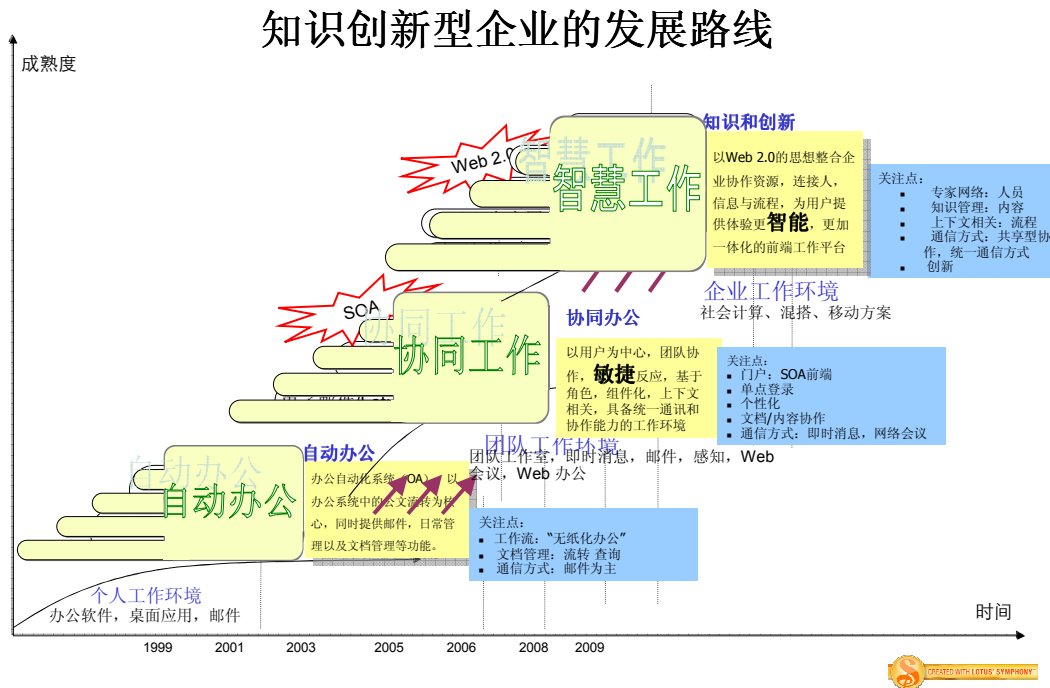 知识创新型企业的发展路线
成熟度
知识和创新
Web 2.0
智慧工作
智慧工作
以Web 2.0的思想整合企
业协作资源，连接人，
信息与流程，为用户提
供体验更智能，更加
一体化的前端工作平台
关注点：
▪ 专家网络：人员
▪ 知识管理：内容
▪ 上下文相关：流程
▪ 通信方式：共享型协
作，统一通信方式
▪ 创新
企业工作环境
社会计算、混搭、移动方案
SOA
协同工作
协同工作
协同办公
以用户为中心，团队协
作，敏捷反应，基于
角色，组件化，上下文
相关，具备统一通讯和
协作能力的工作环境
关注点：
▪ 门户：SOA前端
▪ 单点登录
▪ 个性化
▪ 文档/内容协作
▪ 通信方式：即时消息，网络会议
团队工作环境
团队工作室，即时消息，邮件，感知，Web
会议，Web 办公
自动办公
自动办公
自动办公
办公自动化系统（OA），以
办公系统中的公文流转为核
心，同时提供邮件，日常管
理以及文档管理等功能。
关注点：
▪ 工作流：“无纸化办公”
▪ 文档管理：流转 查询
▪ 通信方式：邮件为主
个人工作环境
办公软件，桌面应用，邮件
时间
1999 2001 2003 2005 2006 2008 2009
CREATED WITH LOTUS SYMPHONY